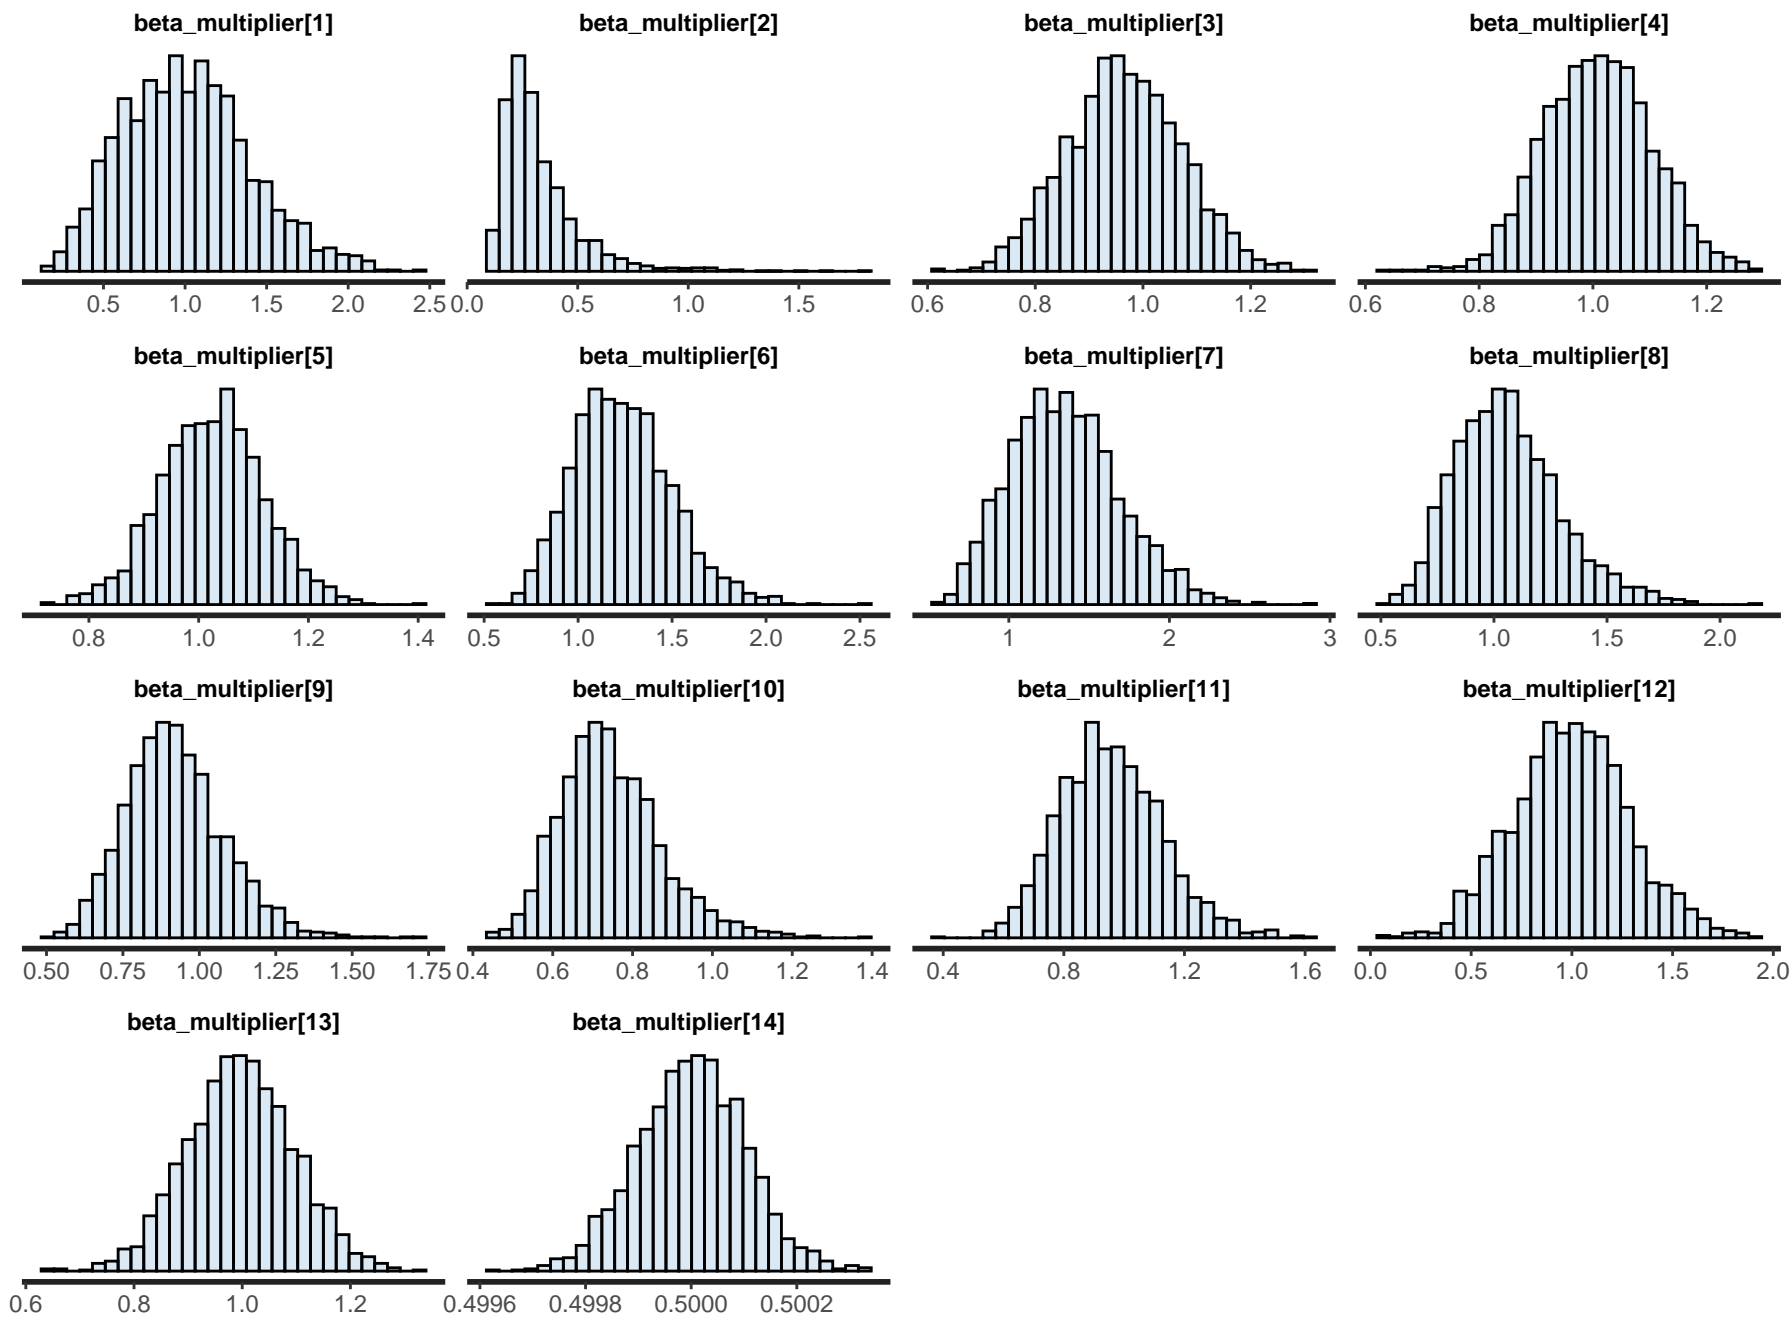 beta_multiplier[1] beta_multiplier[2] beta_multiplier[3] beta_multiplier[4]
0.5 1.0 1.5 2.0 2.5 0.0 0.5 1.0 1.5 0.6 0.8 1.0 1.2 0.6 0.8 1.0 1.2
beta_multiplier[5] beta_multiplier[6] beta_multiplier[7] beta_multiplier[8]
0.8 1.0 1.2 1.4 0.5 1.0 1.5 2.0 2.5 1 2 3 0.5 1.0 1.5 2.0
beta_multiplier[9] beta_multiplier[10] beta_multiplier[11] beta_multiplier[12]
0.50 0.75 1.00 1.25 1.50 1.75 0.4 0.6 0.8 1.0 1.2 1.4 0.4 0.8 1.2 1.6 0.0 0.5 1.0 1.5 2.0
beta_multiplier[13] beta_multiplier[14]
0.6 0.8 1.0 1.2 0.4996 0.4998 0.5000 0.5002